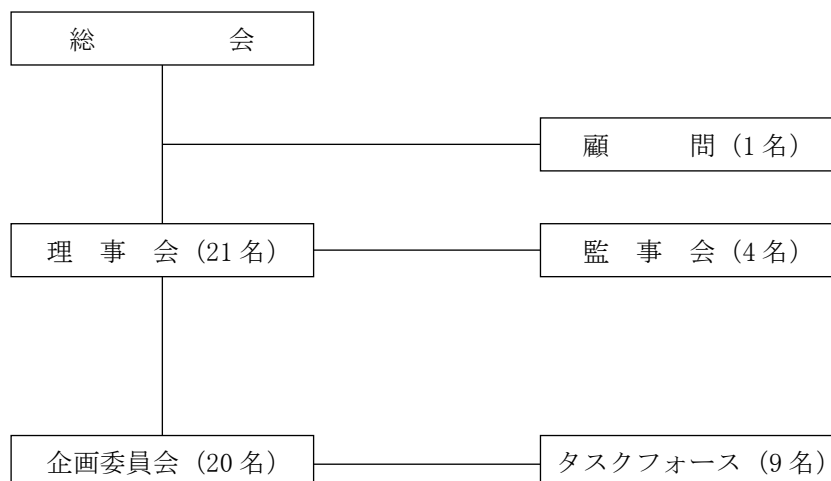 総　　　　会
顧　　　問（1名）
理　事　会（21名）
監　事　会（4名）
企画委員会（20名）
タスクフォース（9名）